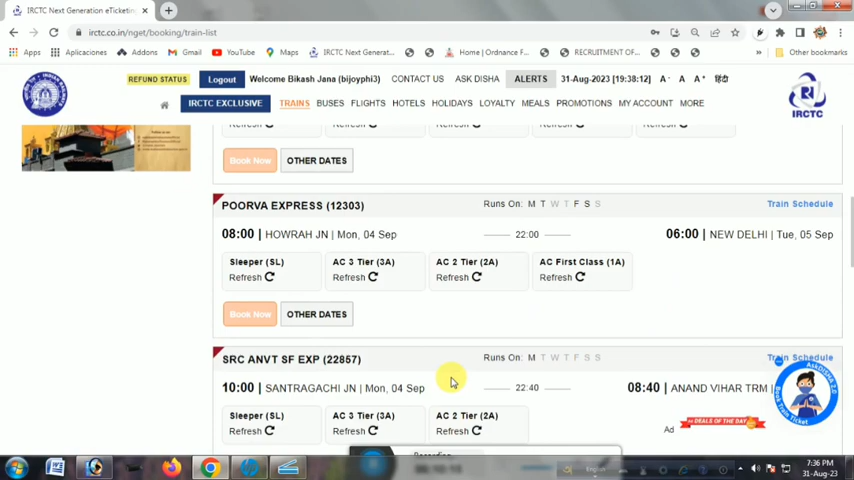 IRCTC Next Generation eTicketing
irctc.co.in/nget/booking/train-list
Apps Aplicaciones Addons Gmail YouTube Maps IRCTC Next Generat... Home | Ordnance F... RECRUITMENT OF... » Other bookmarks
REFUND STATUS Logout Welcome Bikash Jana (bijoyphi3) CONTACT US ASK DISHA ALERTS 31-Aug-2023 [19:38:12] A- A A+ हिंदी
IRCTC EXCLUSIVE TRAINS BUSES FLIGHTS HOTELS HOLIDAYS LOYALTY MEALS PROMOTIONS MY ACCOUNT MORE
IRCTC
Refresh Refresh Refresh Refresh Refresh
Book Now OTHER DATES
POORVA EXPRESS (12303) Runs On: M T W T F S S Train Schedule
08:00 | HOWRAH JN | Mon, 04 Sep 22:00 06:00 | NEW DELHI | Tue, 05 Sep
Sleeper (SL) AC 3 Tier (3A) AC 2 Tier (2A) AC First Class (1A)
Refresh Refresh Refresh Refresh
Book Now OTHER DATES
SRC ANVT SF EXP (22857) Runs On: M T W T F S S Train Schedule
10:00 | SANTRAGACHI JN | Mon, 04 Sep 22:40 08:40 | ANAND VIHAR TRM
Sleeper (SL) AC 3 Tier (3A) AC 2 Tier (2A)
Refresh Refresh Refresh
AskDISHA 2.0
Book Train Ticket
Ad DEALS OF THE DAY
Recording
English
7:36 PM
31-Aug-23